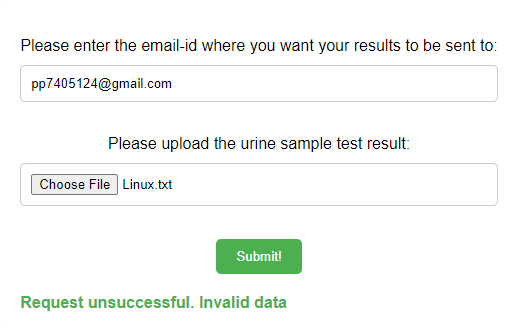 Please enter the email-id where you want your results to be sent to:
pp7405124@gmail.com
Please upload the urine sample test result:
Choose File Linux.txt
Submit!
Request unsuccessful. Invalid data